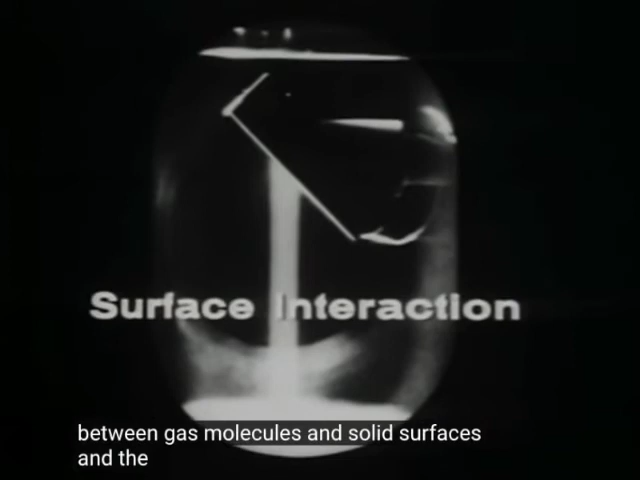 Surface Interaction
between gas molecules and solid surfaces
and the